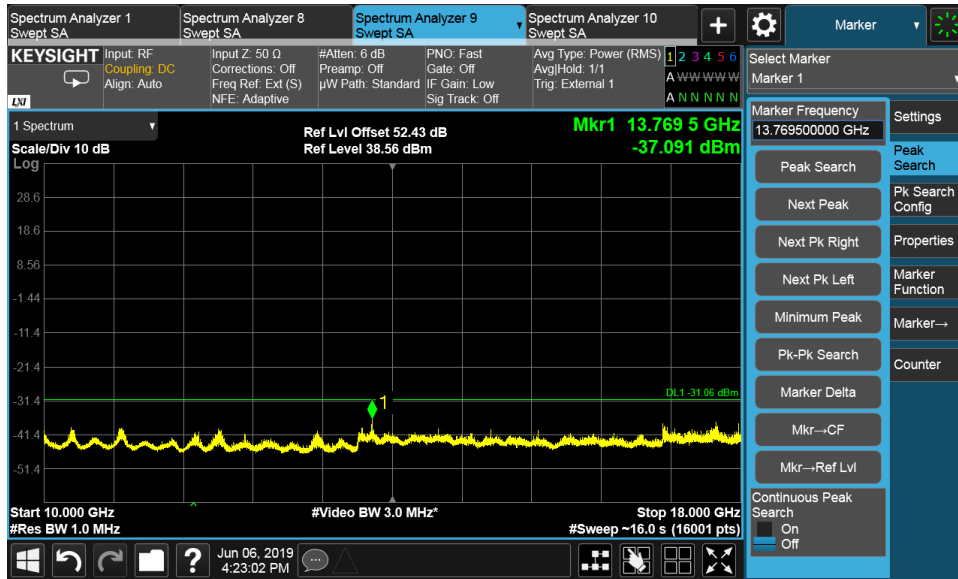 Spectrum Analyzer 1
Swept SA
Spectrum Analyzer 8
Swept SA
Spectrum Analyzer 9
Swept SA
Spectrum Analyzer 10
Swept SA
+
Marker
KEYSIGHT
LXI
Input: RF
Coupling: DC
Align: Auto
Input Z: 50 Ω
Corrections: Off
Freq Ref: Ext (S)
NFE: Adaptive
#Atten: 6 dB
Preamp: Off
µW Path: Standard
PNO: Fast
Gate: Off
IF Gain: Low
Sig Track: Off
Avg Type: Power (RMS)
Avg|Hold: 1/1
Trig: External 1
1 2 3 4 5 6
A W W W W W
A N N N N N
Select Marker
Marker 1
1 Spectrum
Scale/Div 10 dB
Log
Ref Lvl Offset 52.43 dB
Ref Level 38.56 dBm
Mkr1 13.769 5 GHz
-37.091 dBm
28.6
18.6
8.56
-1.44
-11.4
-21.4
-31.4
-41.4
-51.4
DL1 -31.06 dBm
1
Start 10.000 GHz
#Res BW 1.0 MHz
#Video BW 3.0 MHz*
Stop 18.000 GHz
#Sweep ~16.0 s (16001 pts)
Marker Frequency
13.769500000 GHz
Peak Search
Next Peak
Next Pk Right
Next Pk Left
Minimum Peak
Pk-Pk Search
Marker Delta
Mkr→CF
Mkr→Ref Lvl
Continuous Peak
Search
On
Off
Settings
Peak
Search
Pk Search
Config
Properties
Marker
Function
Marker→
Counter
?
Jun 06, 2019
4:23:02 PM